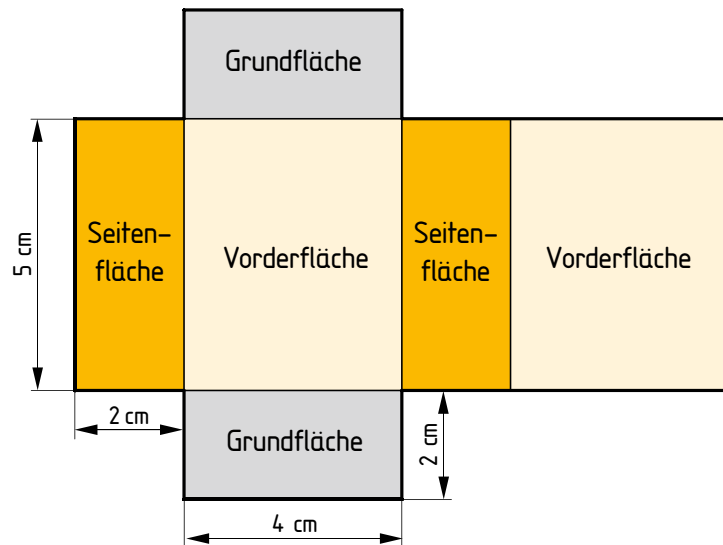 Grundfläche
5 cm
Seiten-
fläche
Vorderfläche
Seiten-
fläche
Vorderfläche
2 cm
Grundfläche
2 cm
4 cm